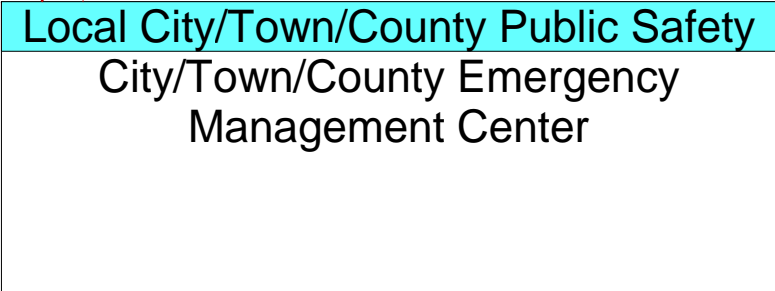 Local City/Town/County Public Safety
City/Town/County Emergency
Management Center